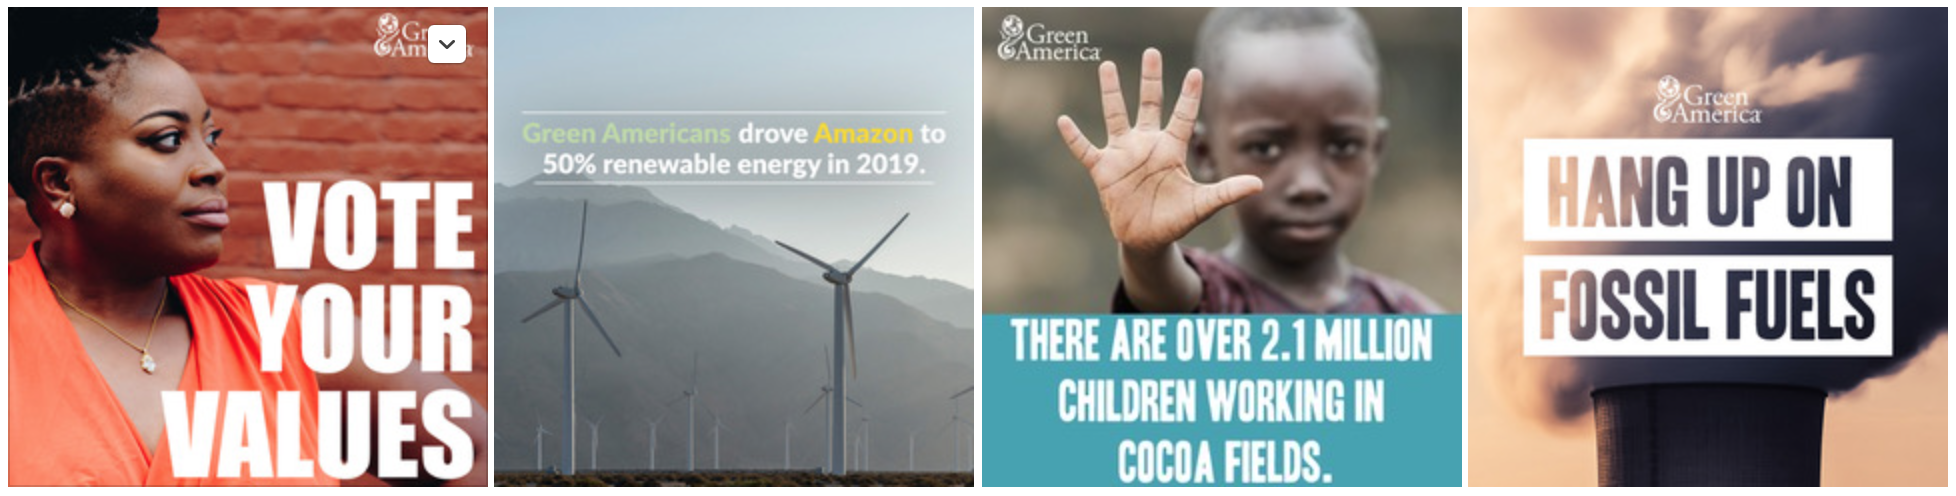 VOTE
YOUR
VALUES
Green Americans drove Amazon to
50% renewable energy in 2019.
Green
America
THERE ARE OVER 2.1 MILLION
CHILDREN WORKING IN
COCOA FIELDS.
Green
America
HANG UP ON
FOSSIL FUELS